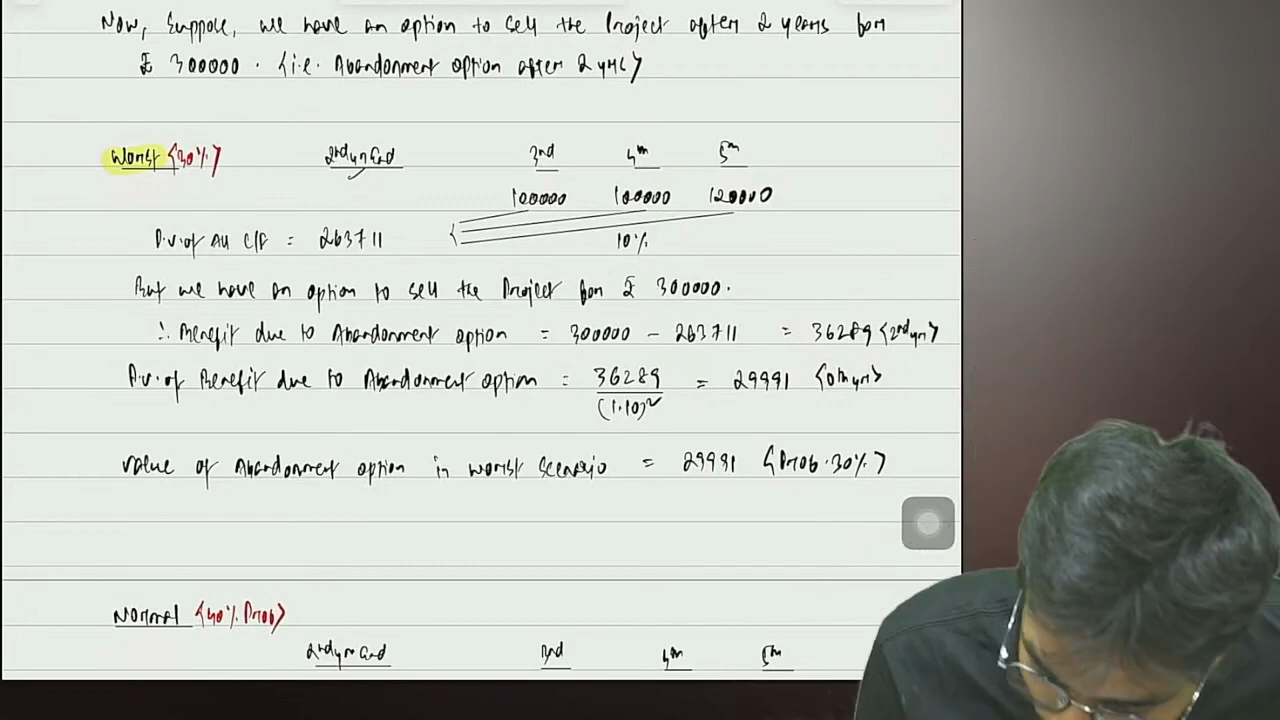 Now, Suppose, we have an option to sell the Project after 2 years for
₹ 300000. {i.e. Abandonment option after 2 yrs}
Worst {30%} 2nd yr End 3rd 4th 5th
100000 100000 120000
P.V. of All C/F = 263711 10%
But we have an option to sell the Project for ₹ 300000.
∴ Benefit due to Abandonment option = 300000 - 263711 = 36289 {2nd yr}
P.V. of Benefit due to Abandonment option = 36289 / (1.10)² = 29991 {0th yr}
Value of Abandonment option in worst Scenario = 29991 {Prob. 30%}
Normal {40% Prob}
2nd yr End 3rd 4th 5th